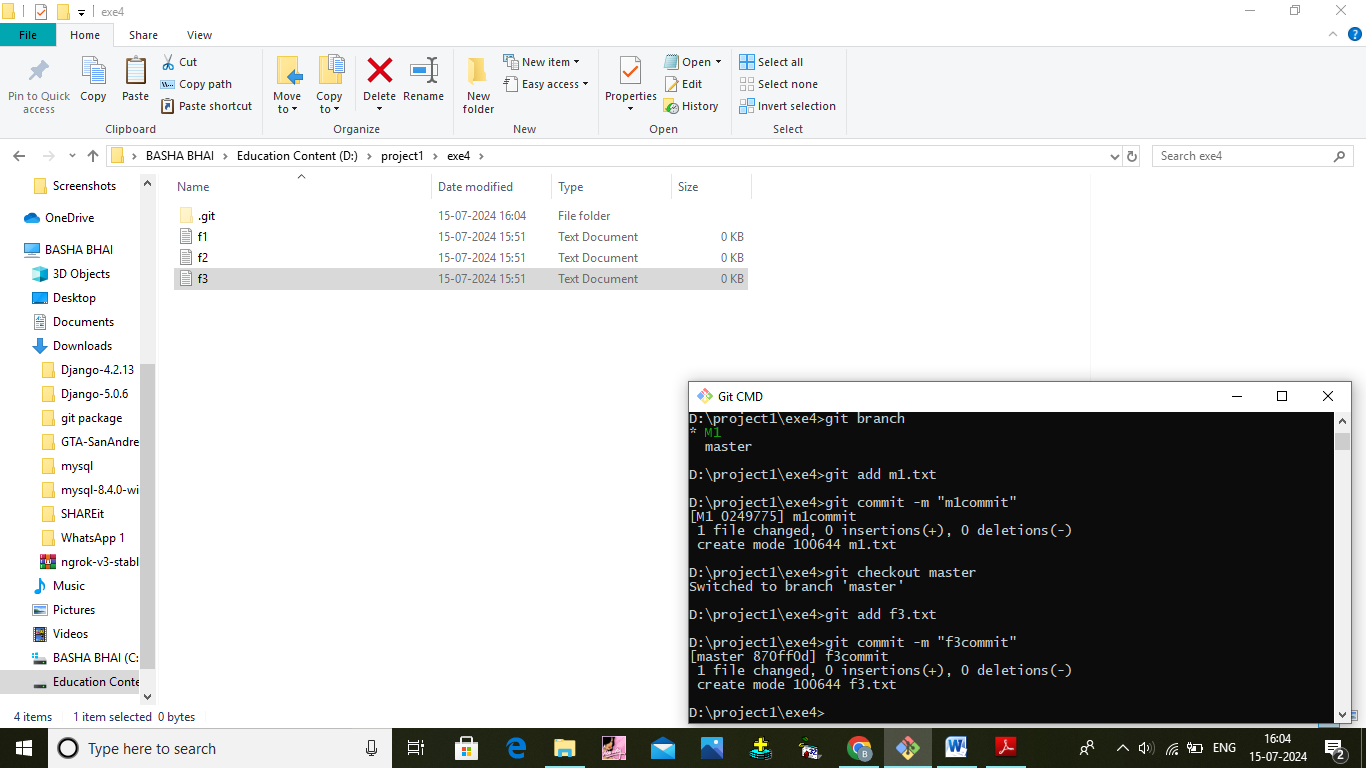 exe4
File Home Share View
Pin to Quick access
Copy
Paste
Cut
Copy path
Paste shortcut
Clipboard
Move to
Copy to
Delete
Rename
Organize
New folder
New item
Easy access
New
Properties
Open
Edit
History
Open
Select all
Select none
Invert selection
Select
BASHA BHAI > Education Content (D:) > project1 > exe4 >
Search exe4
Screenshots
OneDrive
BASHA BHAI
3D Objects
Desktop
Documents
Downloads
Django-4.2.13
Django-5.0.6
git package
GTA-SanAndre
mysql
mysql-8.4.0-wi
SHAREit
WhatsApp 1
ngrok-v3-stabl
Music
Pictures
Videos
BASHA BHAI (C:
Education Conte
Name Date modified Type Size
.git 15-07-2024 16:04 File folder
f1 15-07-2024 15:51 Text Document 0 KB
f2 15-07-2024 15:51 Text Document 0 KB
f3 15-07-2024 15:51 Text Document 0 KB
Git CMD
D:\project1\exe4>git branch
* M1
master
D:\project1\exe4>git add m1.txt
D:\project1\exe4>git commit -m "m1commit"
[M1 0249775] m1commit
1 file changed, 0 insertions(+), 0 deletions(-)
create mode 100644 m1.txt
D:\project1\exe4>git checkout master
Switched to branch 'master'
D:\project1\exe4>git add f3.txt
D:\project1\exe4>git commit -m "f3commit"
[master 870ff0d] f3commit
1 file changed, 0 insertions(+), 0 deletions(-)
create mode 100644 f3.txt
D:\project1\exe4>
4 items 1 item selected 0 bytes
Type here to search
B
W
ENG
16:04
15-07-2024
2